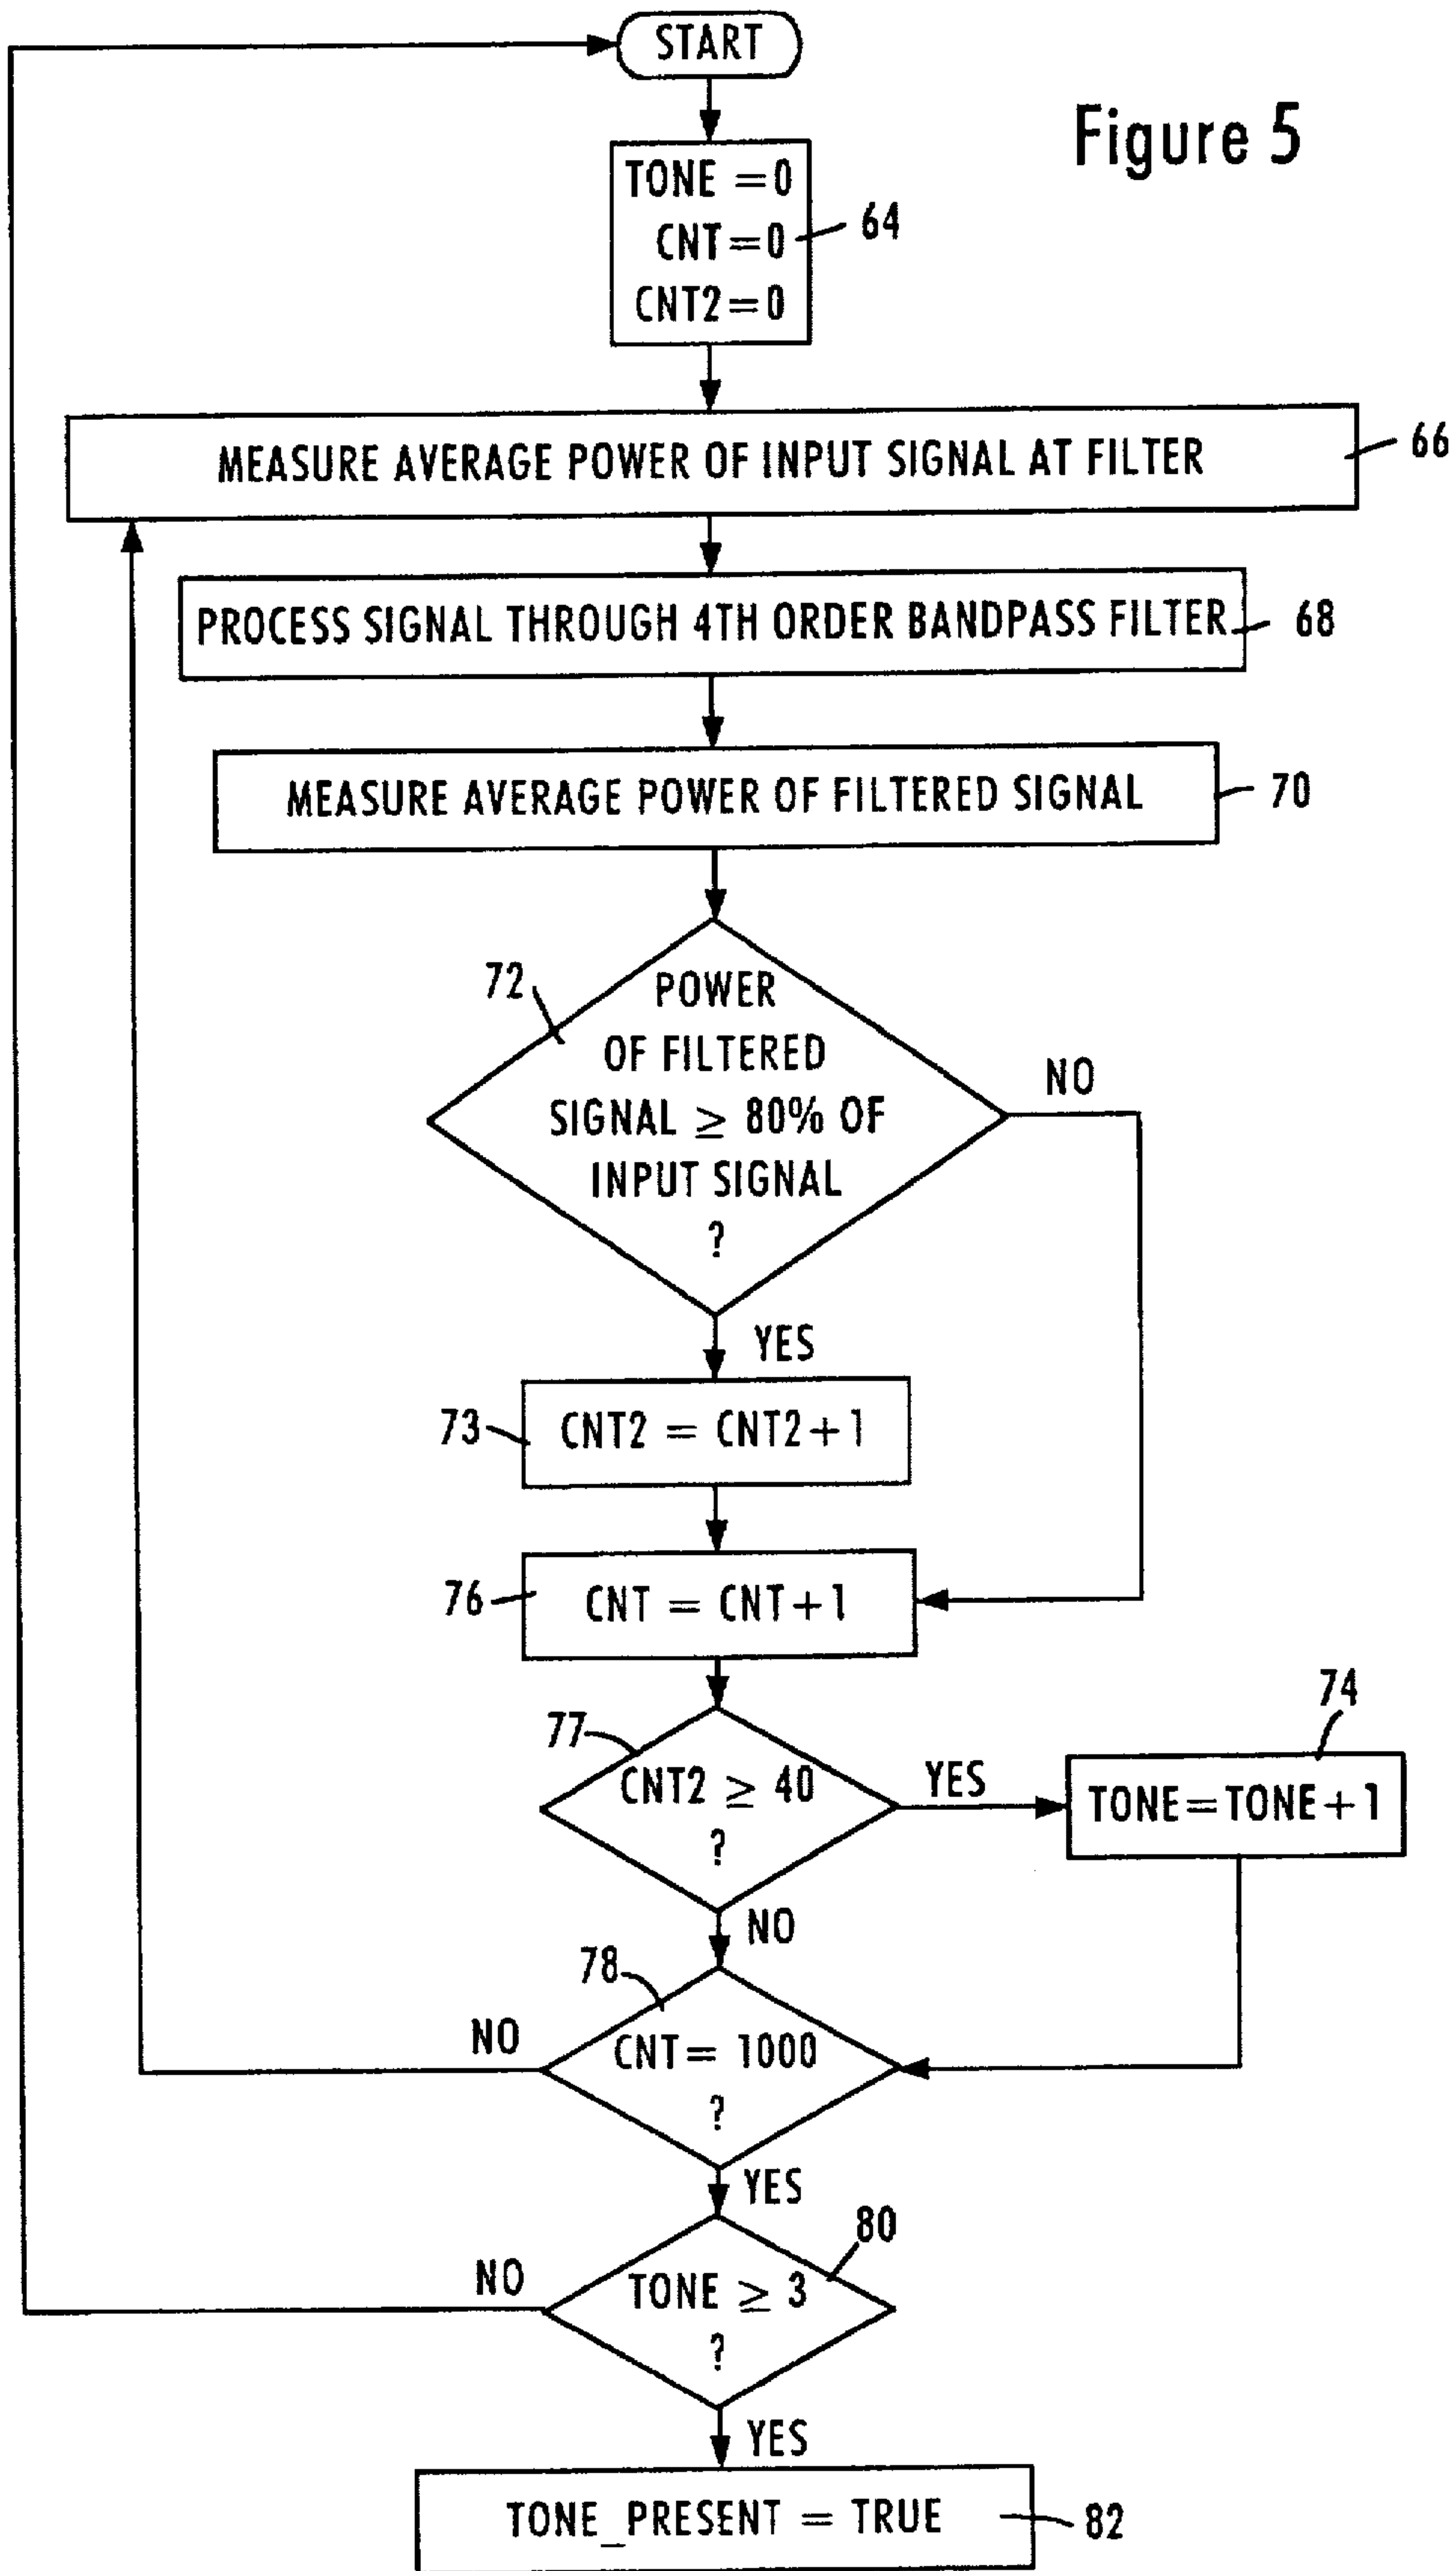 START
Figure 5
TONE =0
CNT=0
CNT2=0
64
MEASURE AVERAGE POWER OF INPUT SIGNAL AT FILTER
66
PROCESS SIGNAL THROUGH 4TH ORDER BANDPASS FILTER
68
MEASURE AVERAGE POWER OF FILTERED SIGNAL
70
72
POWER
OF FILTERED
SIGNAL ≥ 80% OF
INPUT SIGNAL
?
NO
YES
73
CNT2 = CNT2+1
76
CNT = CNT+1
77
CNT2 ≥ 40
?
YES
74
TONE=TONE+1
NO
78
CNT= 1000
?
NO
YES
80
TONE ≥ 3
?
NO
YES
TONE_PRESENT = TRUE
82